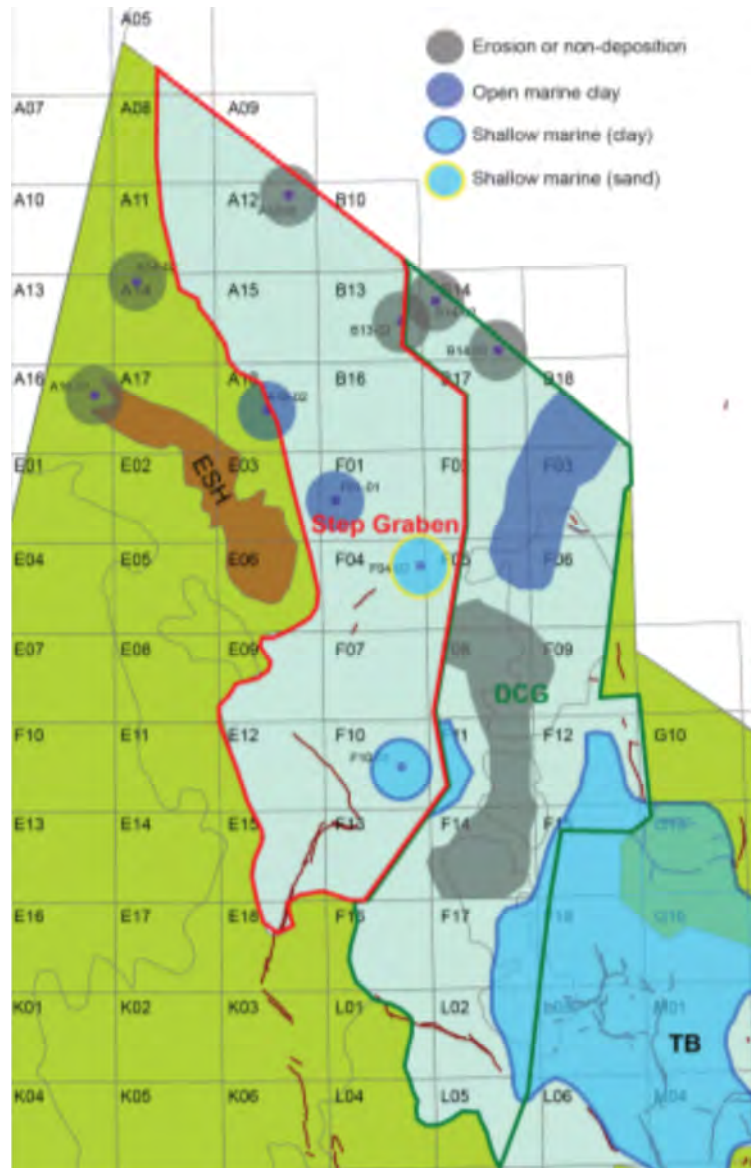 A05
Erosion or non-deposition
Open marine clay
Shallow marine (clay)
Shallow marine (sand)
A07 A08 A09
A10 A11 A12 B10
A13 A14 A15 B13
A16 A17 B16 B17 B18
E01 E02 E03 F01 F02 F03
ESH
Step Graben
E04 E05 E06 F04 F05 F06
E07 E08 E09 F07 F09
DCG
F10 E11 E12 F10 F11 F12 G10
E13 E14 E15 F13 F14
E16 E17 E18 F16 F17
K01 K02 K03 L01 L02
TB
K04 K05 K06 L04 L05 L06